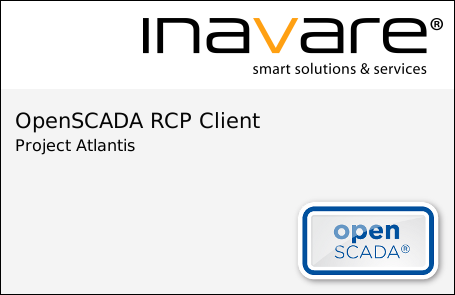 inavare®
smart solutions & services
OpenSCADA RCP Client
Project Atlantis
open
SCADA®